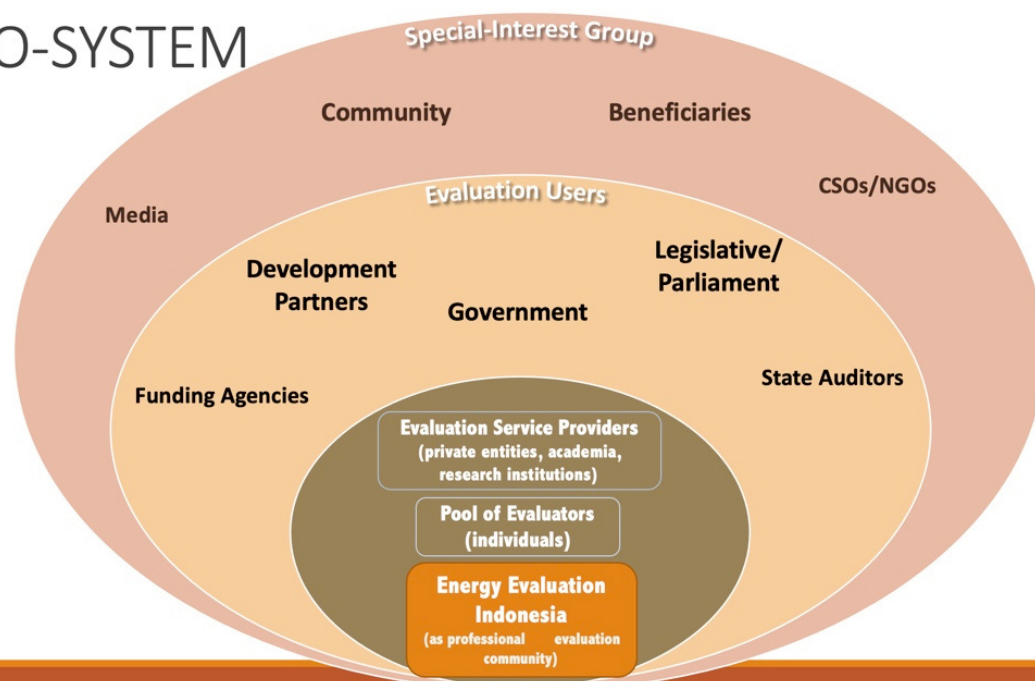 O-SYSTEM
Special-Interest Group
Community
Beneficiaries
Media
CSOs/NGOs
Evaluation Users
Development
Partners
Government
Legislative/
Parliament
Funding Agencies
State Auditors
Evaluation Service Providers
(private entities, academia,
research institutions)
Pool of Evaluators
(individuals)
Energy Evaluation
Indonesia
(as professional evaluation
community)